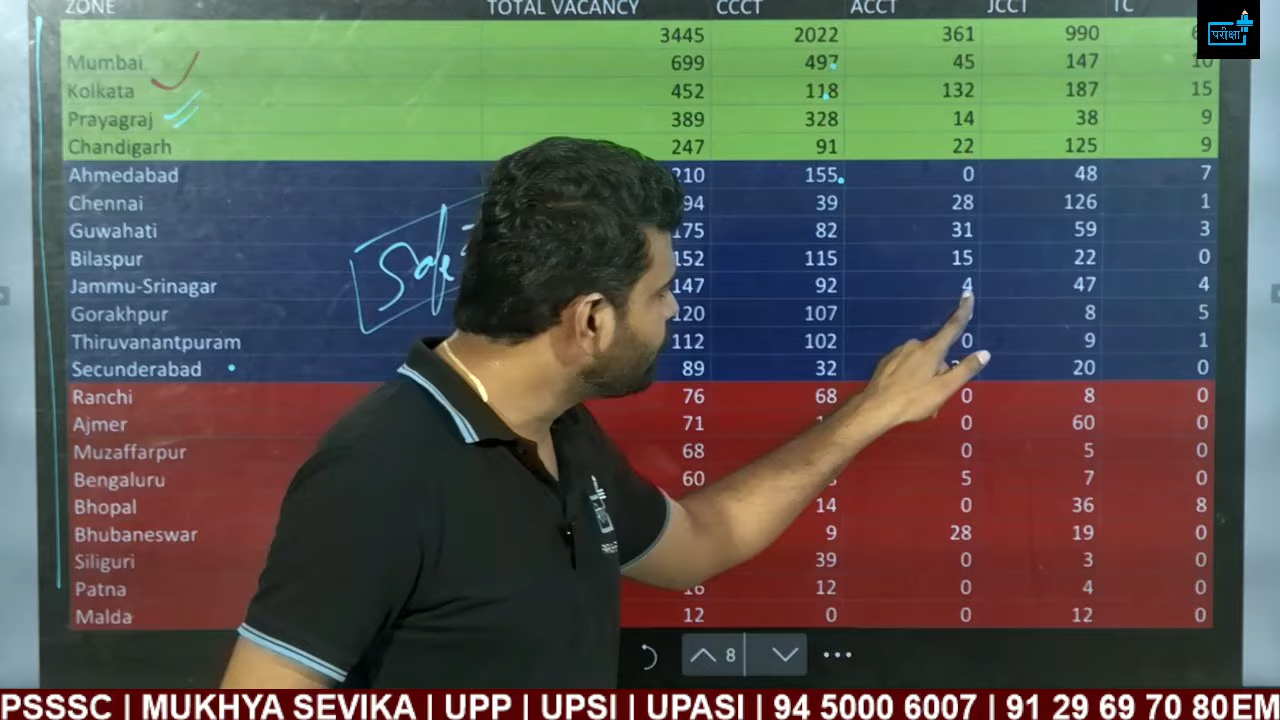 ZONE TOTAL VACANCY CCCT ACCT JCCT TC
परीक्षा
3445 2022 361 990
Mumbai 699 497 45 147 10
Kolkata 452 118 132 187 15
Prayagraj 389 328 14 38 9
Chandigarh 247 91 22 125 9
Ahmedabad 210 155 0 48 7
Chennai 94 39 28 126 1
Guwahati 175 82 31 59 3
Bilaspur 152 115 15 22 0
Jammu-Srinagar 147 92 4 47 4
Gorakhpur 120 107 8 5
Thiruvanantpuram 112 102 0 9 1
Secunderabad 89 32 20 0
Ranchi 76 68 0 8 0
Ajmer 71 0 60 0
Muzaffarpur 68 0 5 0
Bengaluru 60 5 7 0
Bhopal 14 0 36 8
Bhubaneswar 9 28 19 0
Siliguri 39 0 3 0
Patna 16 12 0 4 0
Malda 12 0 0 12 0
Safe
8
PSSSC | MUKHYA SEVIKA | UPP | UPSI | UPASI | 94 5000 6007 | 91 29 69 70 80 EM